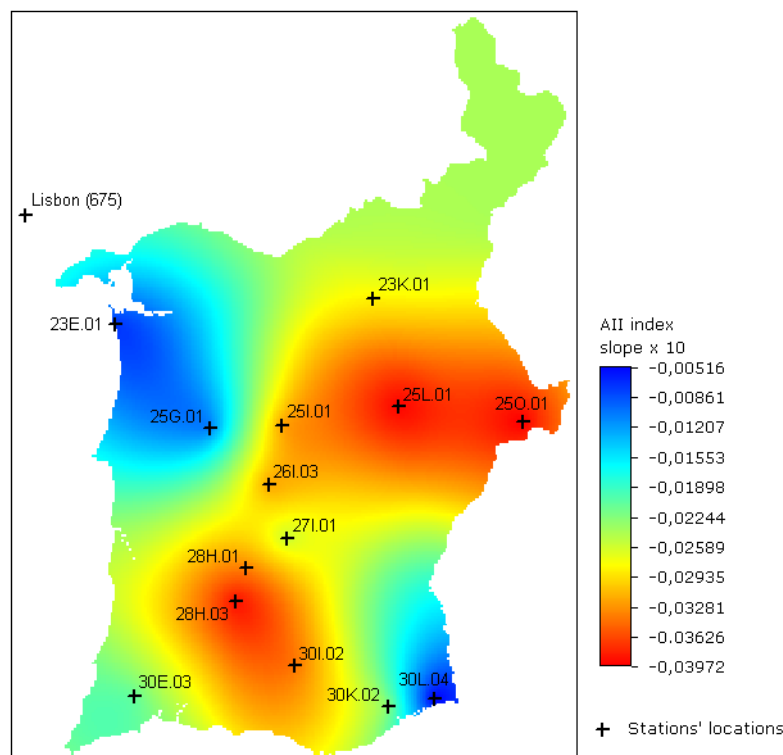 Lisbon (675)
23K.01
23E.01
AII index
slope x 10
-0,00516
-0,00861
-0,01207
-0,01553
-0,01898
-0,02244
-0,02589
-0,02935
-0,03281
-0,03626
-0,03972
25L.01
25O.01
25G.01
25I.01
26I.03
27I.01
28H.01
28H.03
30I.02
30E.03
30K.02
30L.04
Stations' locations